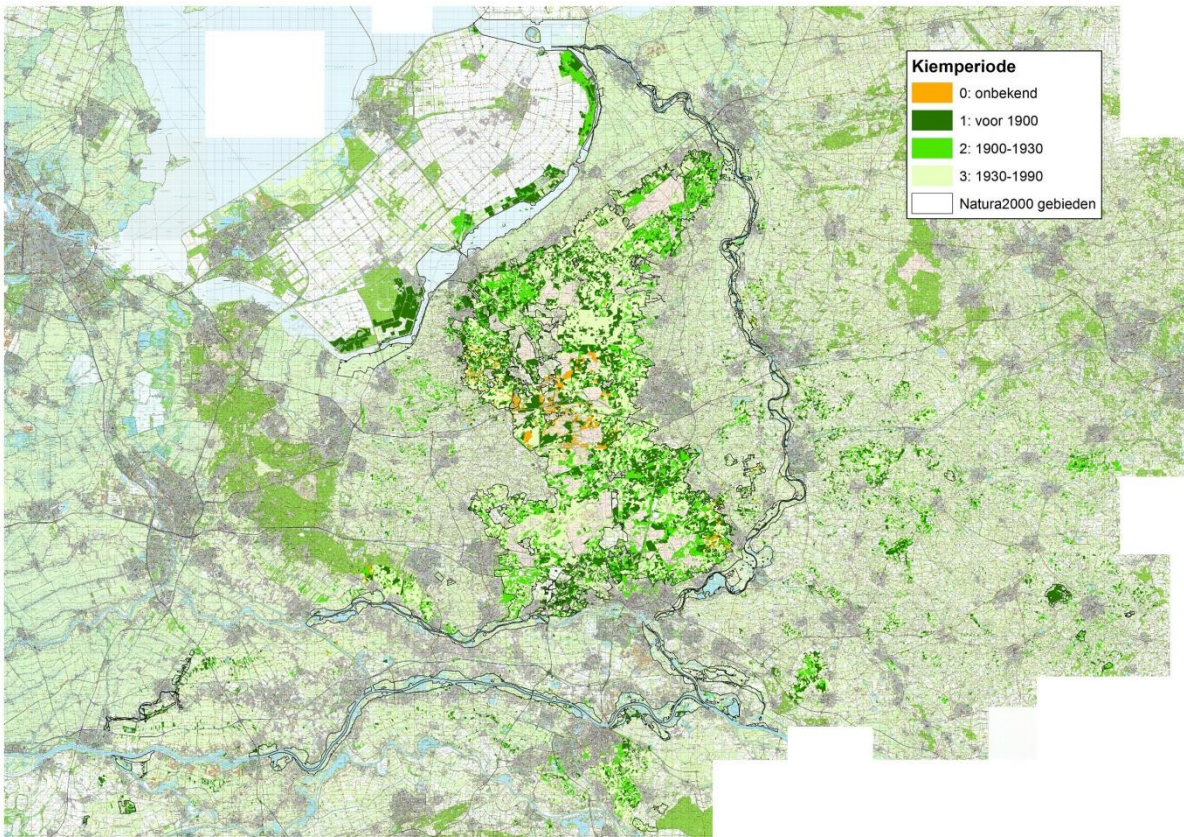 Kiemperiode
0: onbekend
1: voor 1900
2: 1900-1930
3: 1930-1990
Natura2000 gebieden